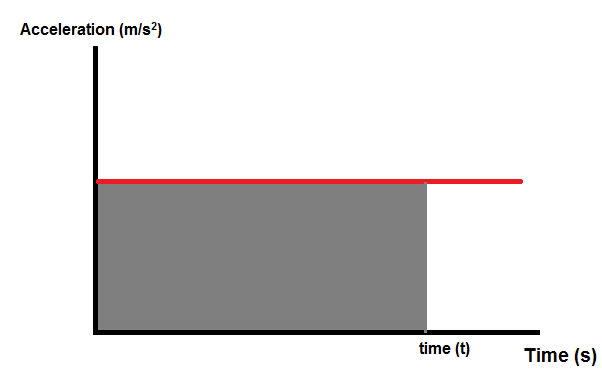 Acceleration (m/s²)
time (t)
Time (s)